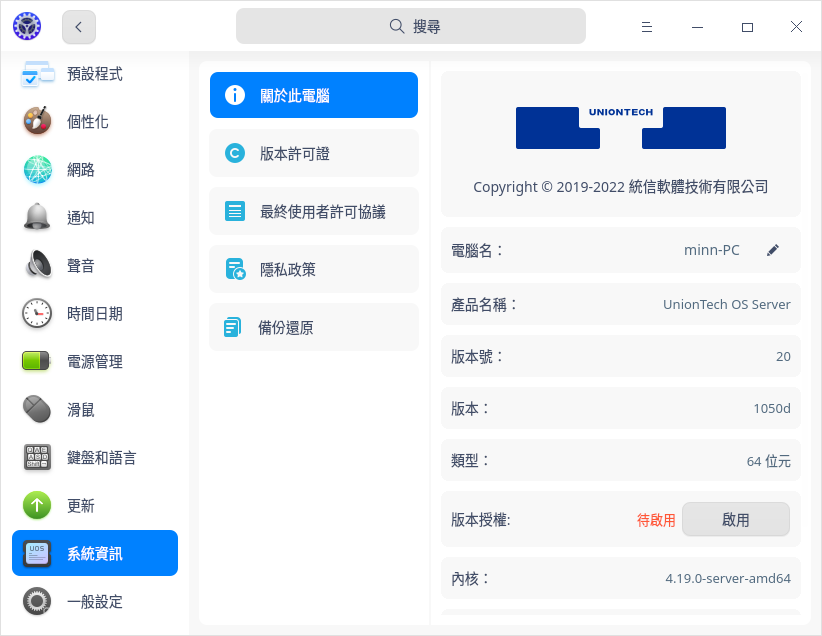 搜尋
預設程式
個性化
網路
通知
聲音
時間日期
電源管理
滑鼠
鍵盤和語言
更新
UOS
系統資訊
一般設定
關於此電腦
版本許可證
最終使用者許可協議
隱私政策
備份還原
UNIONTECH
Copyright © 2019-2022 統信軟體技術有限公司
電腦名： minn-PC
產品名稱： UnionTech OS Server
版本號： 20
版本： 1050d
類型： 64 位元
版本授權: 待啟用 啟用
內核： 4.19.0-server-amd64